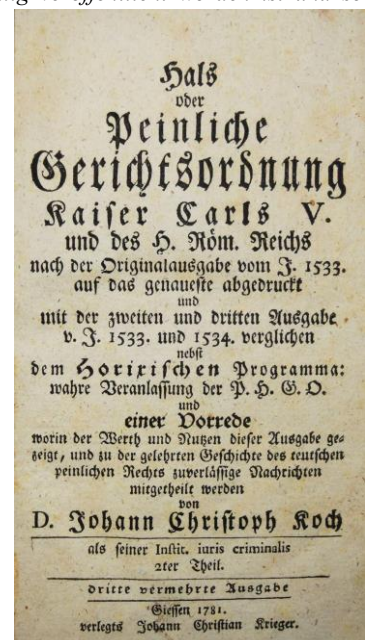 Hals
oder
Peinliche
Gerichtsordnung
Kaiser Carls V.
und des H. Röm. Reichs
nach der Originalausgabe vom J. 1533.
auf das genaueste abgedruckt
und
mit der zweiten und dritten Ausgabe
v. J. 1533. und 1534. verglichen
nebst
dem Horixischen Programma:
wahre Veranlassung der P. H. G. O.
und
einer Vorrede
worin der Werth und Nutzen dieser Ausgabe ge-
zeigt, und zu der gelehrten Geschichte des teutschen
peinlichen Rechts zuverläßige Nachrichten
mitgetheilt werden
von
D. Johann Christoph Koch
als seiner Instit. iuris criminalis
2ter Theil.
dritte vermehrte Ausgabe
Giessen 1781.
verlegts Johann Christian Krieger.